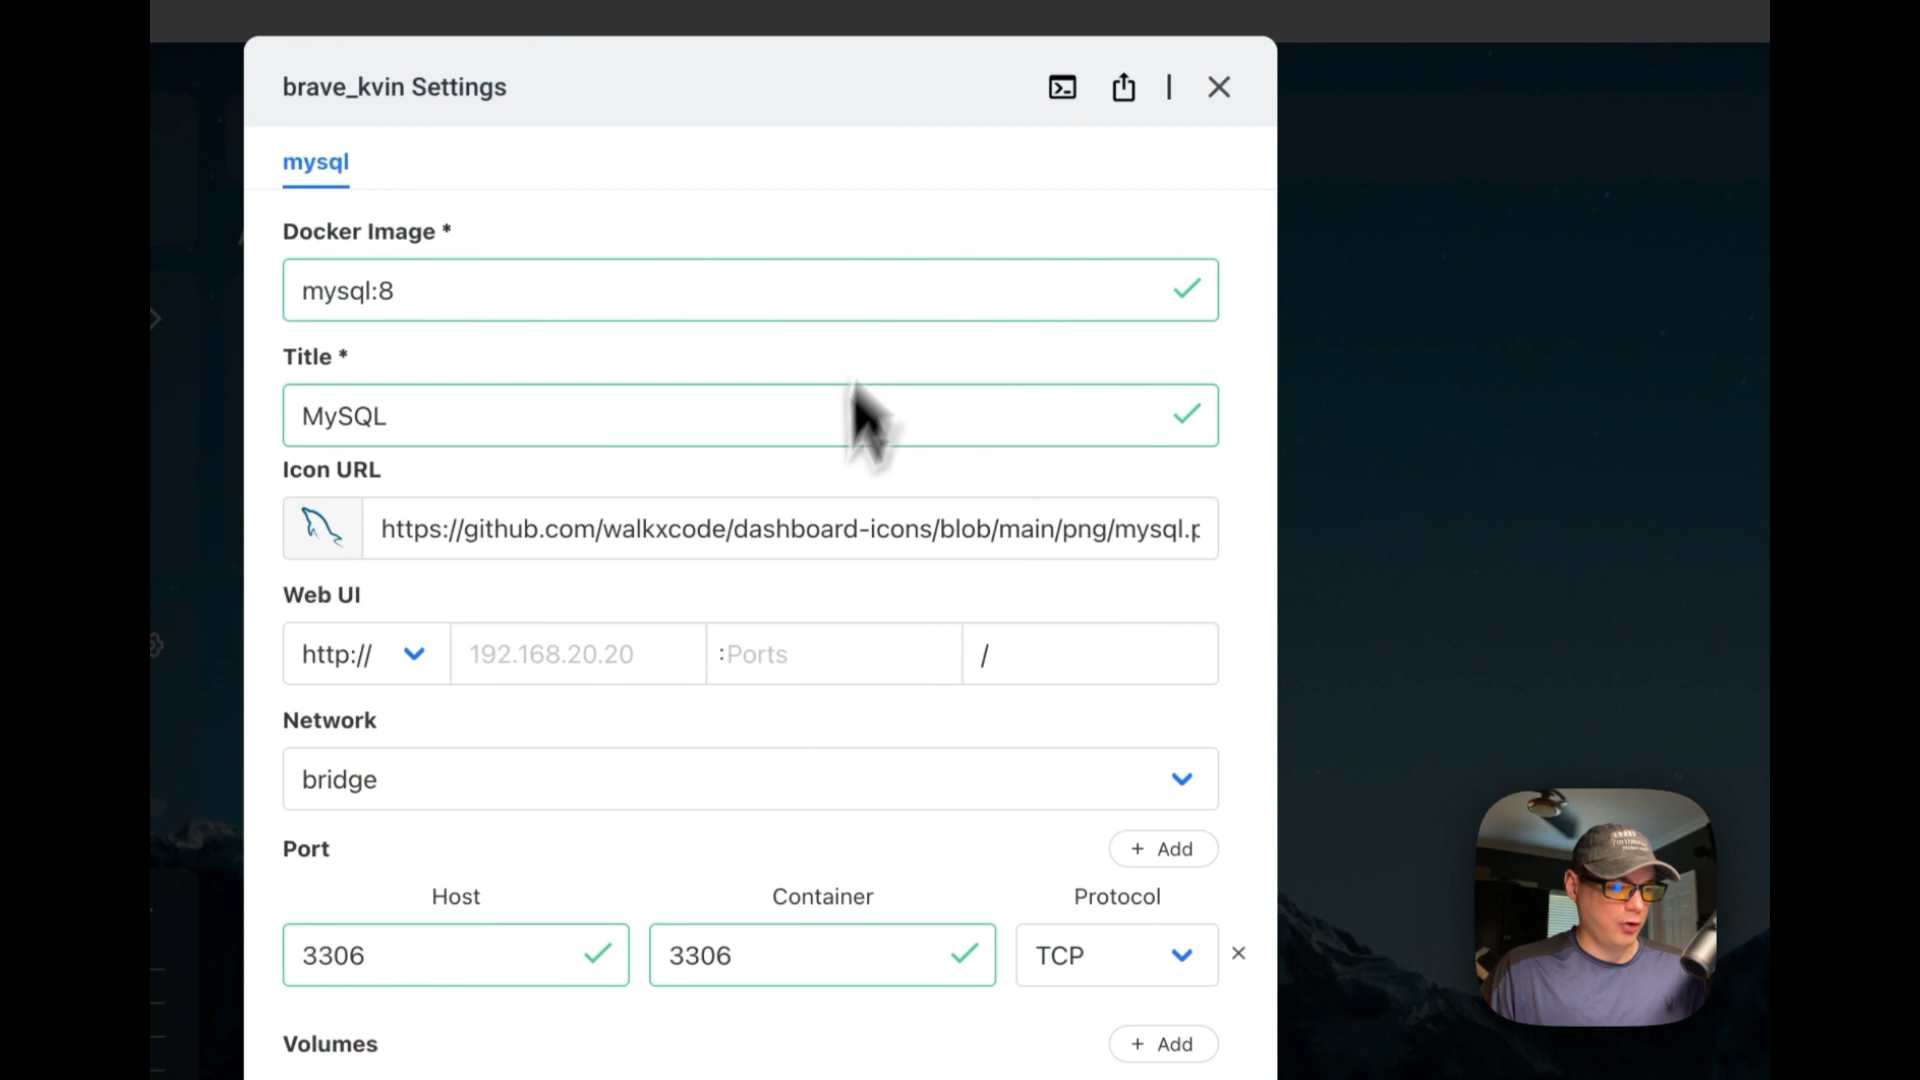 brave_kvin Settings
mysql
Docker Image *
mysql:8
Title *
MySQL
Icon URL
https://github.com/walkxcode/dashboard-icons/blob/main/png/mysql.p
Web UI
http://
192.168.20.20
:Ports
/
Network
bridge
Port
+ Add
Host
Container
Protocol
3306
3306
TCP
Volumes
+ Add